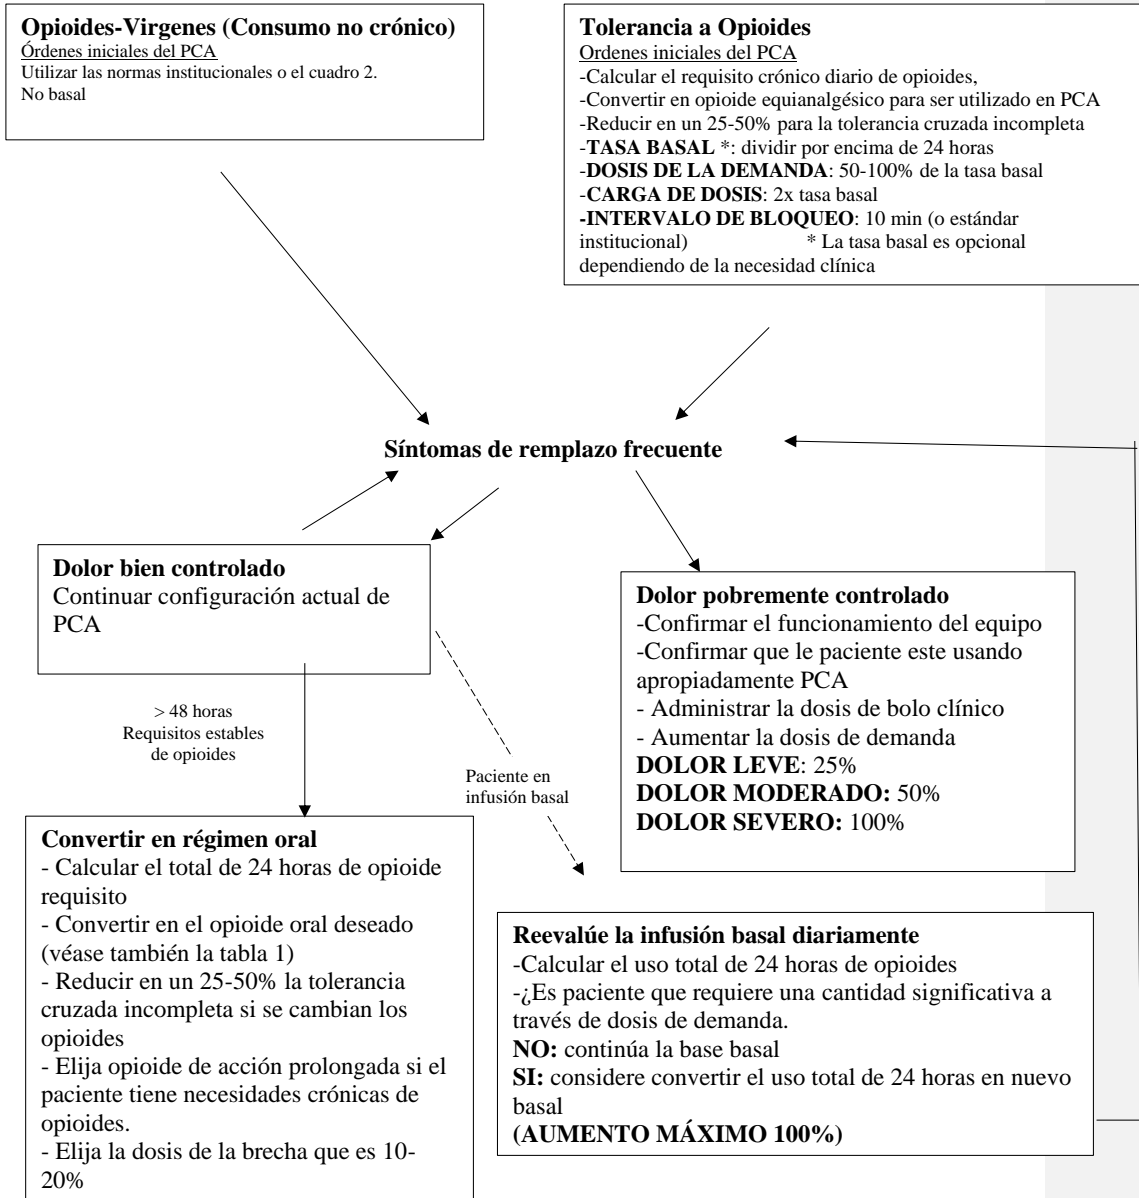 Opioides-Virgenes (Consumo no crónico)
Órdenes iniciales del PCA
Utilizar las normas institucionales o el cuadro 2.
No basal
Tolerancia a Opioides
Ordenes iniciales del PCA
-Calcular el requisito crónico diario de opioides,
-Convertir en opioide equianalgésico para ser utilizado en PCA
-Reducir en un 25-50% para la tolerancia cruzada incompleta
-TASA BASAL *: dividir por encima de 24 horas
-DOSIS DE LA DEMANDA: 50-100% de la tasa basal
-CARGA DE DOSIS: 2x tasa basal
-INTERVALO DE BLOQUEO: 10 min (o estándar
institucional) * La tasa basal es opcional
dependiendo de la necesidad clínica
Síntomas de remplazo frecuente
Dolor bien controlado
Continuar configuración actual de
PCA
Dolor pobremente controlado
-Confirmar el funcionamiento del equipo
-Confirmar que le paciente este usando
apropiadamente PCA
- Administrar la dosis de bolo clínico
- Aumentar la dosis de demanda
DOLOR LEVE: 25%
DOLOR MODERADO: 50%
DOLOR SEVERO: 100%
> 48 horas
Requisitos estables
de opioides
Paciente en
infusión basal
Convertir en régimen oral
- Calcular el total de 24 horas de opioide
requisito
- Convertir en el opioide oral deseado
(véase también la tabla 1)
- Reducir en un 25-50% la tolerancia
cruzada incompleta si se cambian los
opioides
- Elija opioide de acción prolongada si el
paciente tiene necesidades crónicas de
opioides.
- Elija la dosis de la brecha que es 10-
20%
Reevalúe la infusión basal diariamente
-Calcular el uso total de 24 horas de opioides
-¿Es paciente que requiere una cantidad significativa a
través de dosis de demanda.
NO: continúa la base basal
SI: considere convertir el uso total de 24 horas en nuevo
basal
(AUMENTO MÁXIMO 100%)